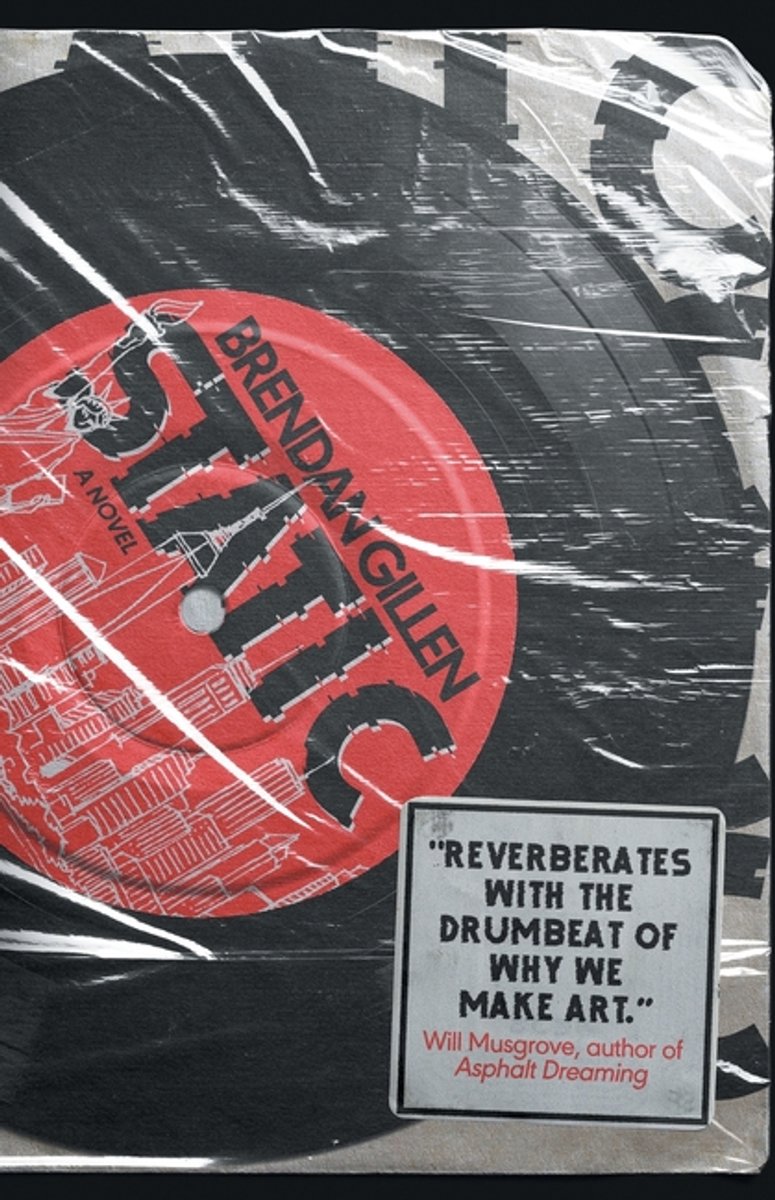 BRENDAN GILLEN
STATIC
A NOVEL
"REVERBERATES
WITH THE
DRUMBEAT OF
WHY WE
MAKE ART."
Will Musgrove, author of
Asphalt Dreaming